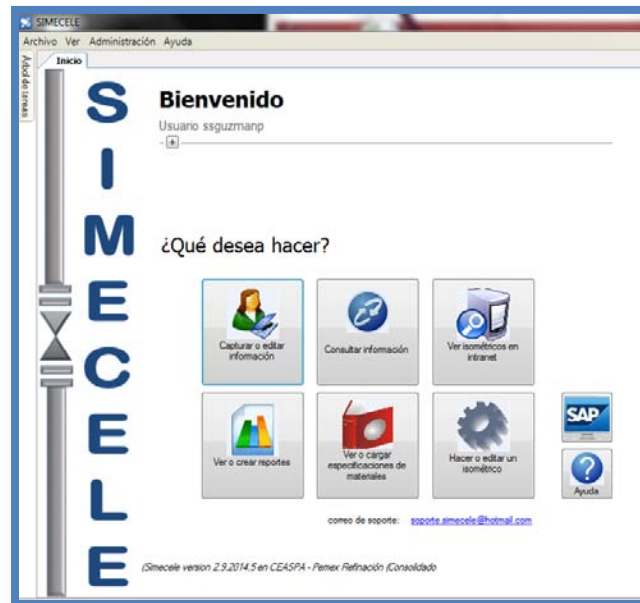 SIMECELE
Archivo Ver Administración Ayuda
Árbol de tareas
Inicio
SIMECELE
Bienvenido
Usuario ssguzmanp
¿Qué desea hacer?
Capturar o editar
información
Consultar información
Ver isométricos en
intranet
Ver o crear reportes
Ver o cargar
especificaciones de
materiales
Hacer o editar un
isométrico
SAP
Ayuda
correo de soporte: soporte.simecele@hotmail.com
(Simecele version 2.9.2014.5 en CEASPA - Pemex Refinación (Consolidado